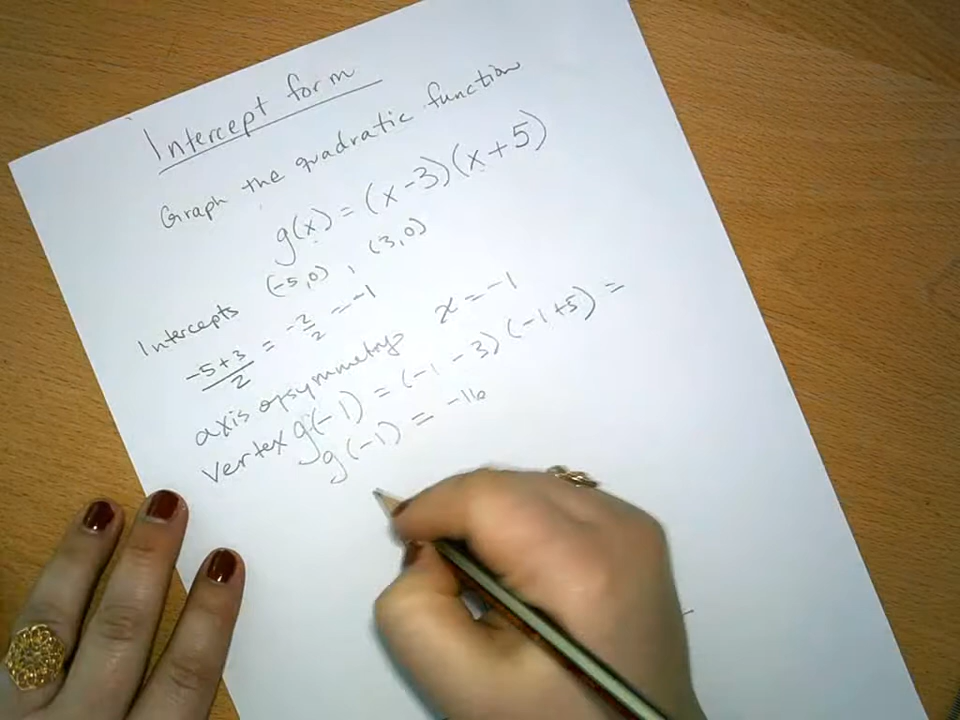 Intercept form
Graph the quadratic function
g(x) = (x-3)(x+5)
Intercepts (-5,0) , (3,0)
-5+3/2 = -2/2 = -1
axis of symmetry x = -1
vertex g(-1) = (-1-3)(-1+5) =
g(-1) = -16